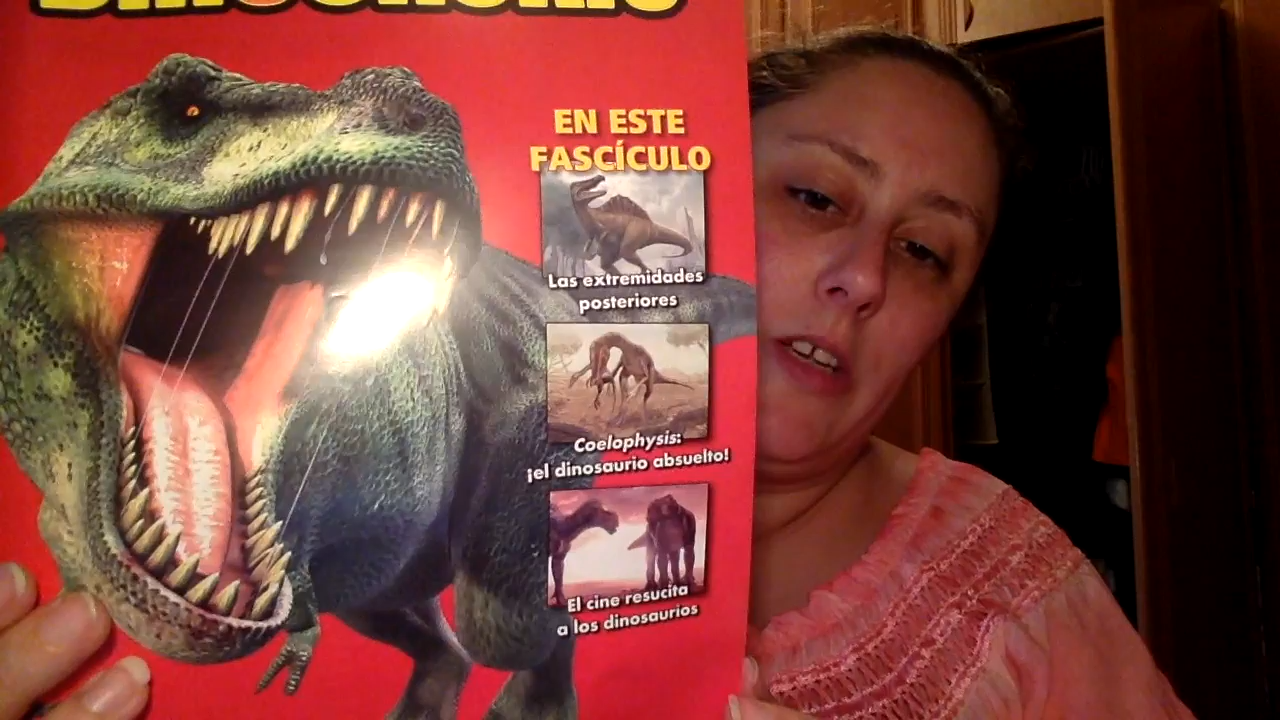 EN ESTE
FASCÍCULO
Las extremidades
posteriores
Coelophysis:
¡el dinosaurio absuelto!
El cine resucita
a los dinosaurios